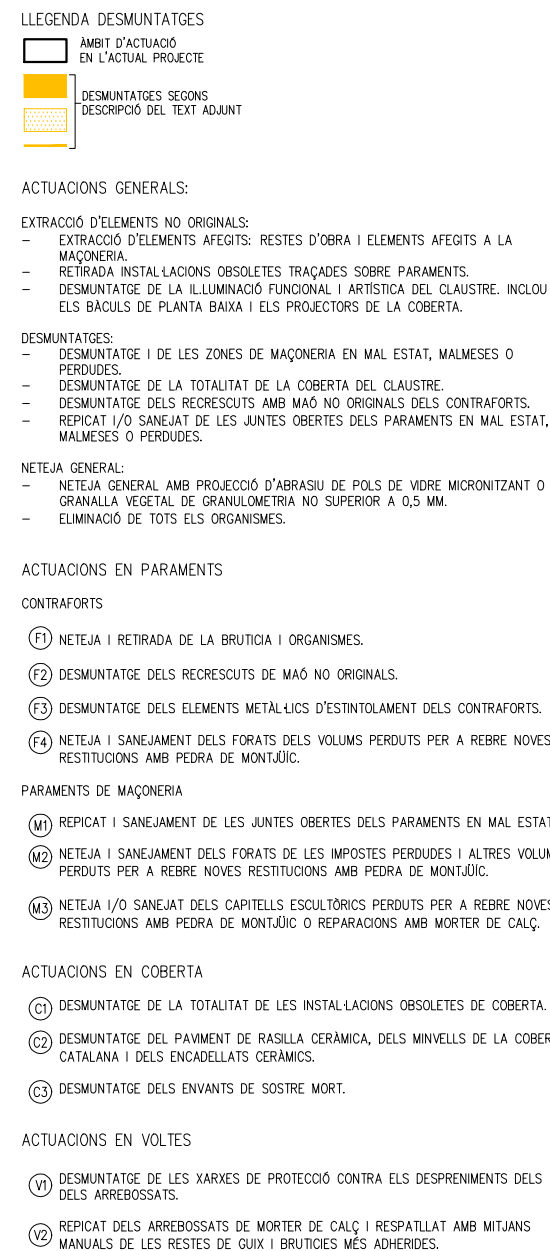 LLEGENDA DESMUNTATGES
ÀMBIT D'ACTUACIÓ
EN L'ACTUAL PROJECTE
DESMUNTATGES SEGONS
DESCRIPCIÓ DEL TEXT ADJUNT
ACTUACIONS GENERALS:
EXTRACCIÓ D'ELEMENTS NO ORIGINALS:
– EXTRACCIÓ D'ELEMENTS AFEGITS: RESTES D'OBRA I ELEMENTS AFEGITS A LA
MAÇONERIA.
– RETIRADA INSTAL·LACIONS OBSOLETES TRAÇADES SOBRE PARAMENTS.
– DESMUNTATGE DE LA IL.LUMINACIÓ FUNCIONAL I ARTÍSTICA DEL CLAUSTRE. INCLOU
ELS BÀCULS DE PLANTA BAIXA I ELS PROJECTORS DE LA COBERTA.
DESMUNTATGES:
– DESMUNTATGE I DE LES ZONES DE MAÇONERIA EN MAL ESTAT, MALMESES O
PERDUDES.
– DESMUNTATGE DE LA TOTALITAT DE LA COBERTA DEL CLAUSTRE.
– DESMUNTATGE DELS RECRESCUTS AMB MAÓ NO ORIGINALS DELS CONTRAFORTS.
– REPICAT I/O SANEJAT DE LES JUNTES OBERTES DELS PARAMENTS EN MAL ESTAT,
MALMESES O PERDUDES.
NETEJA GENERAL:
– NETEJA GENERAL AMB PROJECCIÓ D'ABRASIU DE POLS DE VIDRE MICRONITZANT O
GRANALLA VEGETAL DE GRANULOMETRIA NO SUPERIOR A 0,5 MM.
– ELIMINACIÓ DE TOTS ELS ORGANISMES.
ACTUACIONS EN PARAMENTS
CONTRAFORTS
F1 NETEJA I RETIRADA DE LA BRUTICIA I ORGANISMES.
F2 DESMUNTATGE DELS RECRESCUTS DE MAÓ NO ORIGINALS.
F3 DESMUNTATGE DELS ELEMENTS METÀL·LICS D'ESTINTOLAMENT DELS CONTRAFORTS.
F4 NETEJA I SANEJAMENT DELS FORATS DELS VOLUMS PERDUTS PER A REBRE NOVES
RESTITUCIONS AMB PEDRA DE MONTJÜÏC.
PARAMENTS DE MAÇONERIA
M1 REPICAT I SANEJAMENT DE LES JUNTES OBERTES DELS PARAMENTS EN MAL ESTAT
M2 NETEJA I SANEJAMENT DELS FORATS DE LES IMPOSTES PERDUDES I ALTRES VOLUM
PERDUTS PER A REBRE NOVES RESTITUCIONS AMB PEDRA DE MONTJÜÏC.
M3 NETEJA I/O SANEJAT DELS CAPITELLS ESCULTÒRICS PERDUTS PER A REBRE NOVES
RESTITUCIONS AMB PEDRA DE MONTJÜIC O REPARACIONS AMB MORTER DE CALÇ.
ACTUACIONS EN COBERTA
C1 DESMUNTATGE DE LA TOTALITAT DE LES INSTAL·LACIONS OBSOLETES DE COBERTA.
C2 DESMUNTATGE DEL PAVIMENT DE RASILLA CERÀMICA, DELS MINVELLS DE LA COBER
CATALANA I DELS ENCADELLATS CERÀMICS.
C3 DESMUNTATGE DELS ENVANTS DE SOSTRE MORT.
ACTUACIONS EN VOLTES
V1 DESMUNTATGE DE LES XARXES DE PROTECCIÓ CONTRA ELS DESPRENIMENTS DELS
DELS ARREBOSSATS.
V2 REPICAT DELS ARREBOSSATS DE MORTER DE CALÇ I RESPATLLAT AMB MITJANS
MANUALS DE LES RESTES DE GUIX I BRUTICIES MÉS ADHERIDES.